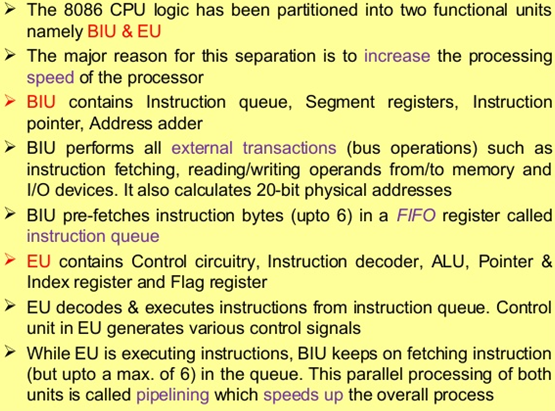 ➢ The 8086 CPU logic has been partitioned into two functional units
namely BIU & EU
➢ The major reason for this separation is to increase the processing
speed of the processor
➢ BIU contains Instruction queue, Segment registers, Instruction
pointer, Address adder
➢ BIU performs all external transactions (bus operations) such as
instruction fetching, reading/writing operands from/to memory and
I/O devices. It also calculates 20-bit physical addresses
➢ BIU pre-fetches instruction bytes (upto 6) in a FIFO register called
instruction queue
➢ EU contains Control circuitry, Instruction decoder, ALU, Pointer &
Index register and Flag register
➢ EU decodes & executes instructions from instruction queue. Control
unit in EU generates various control signals
➢ While EU is executing instructions, BIU keeps on fetching instruction
(but upto a max. of 6) in the queue. This parallel processing of both
units is called pipelining which speeds up the overall process